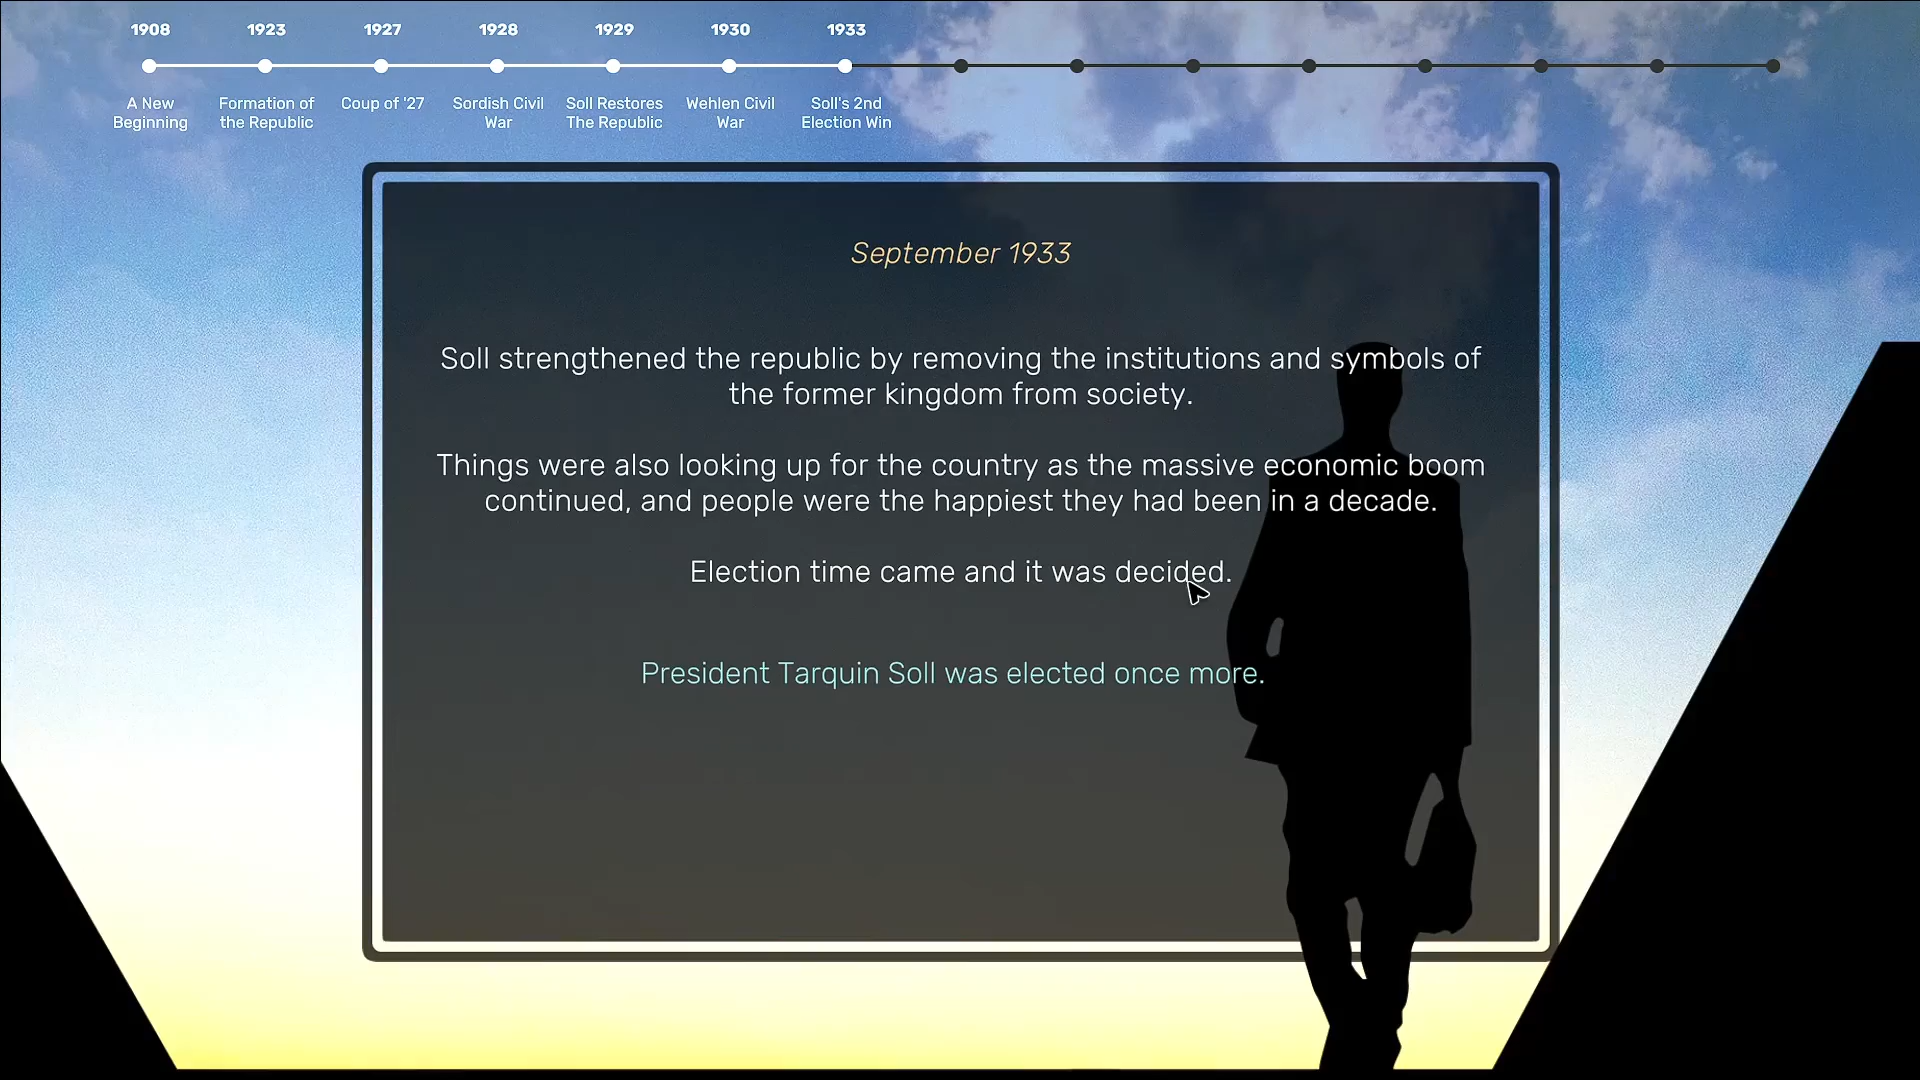 1908 1923 1927 1928 1929 1930 1933
A New Formation of Coup of '27 Sordish Civil Soll Restores Wehlen Civil Soll's 2nd
Beginning the Republic War The Republic War Election Win
September 1933
Soll strengthened the republic by removing the institutions and symbols of
the former kingdom from society.
Things were also looking up for the country as the massive economic boom
continued, and people were the happiest they had been in a decade.
Election time came and it was decided.
President Tarquin Soll was elected once more.